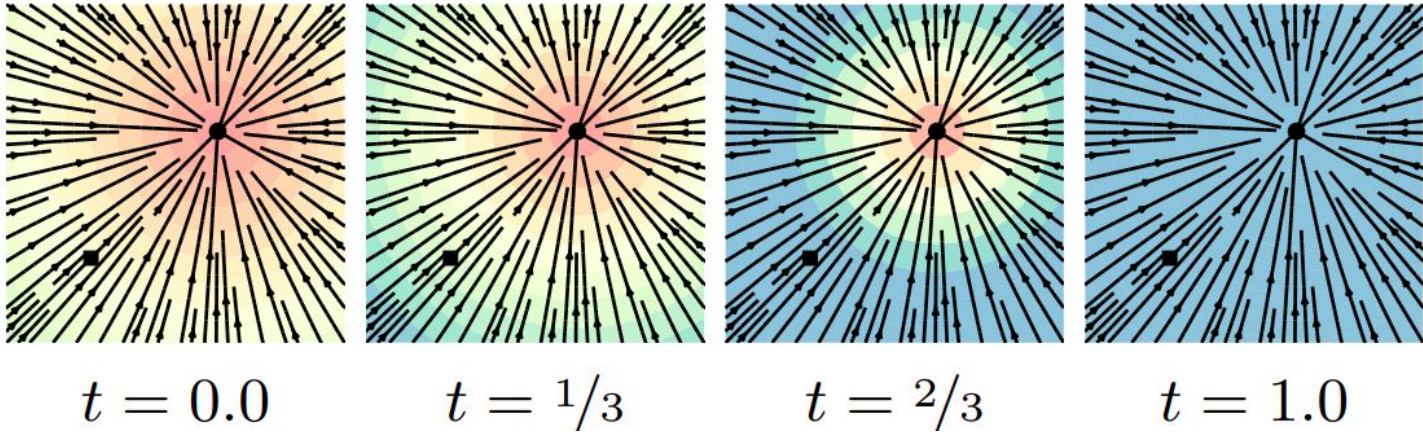 t = 0.0 t = 1/3 t = 2/3 t = 1.0